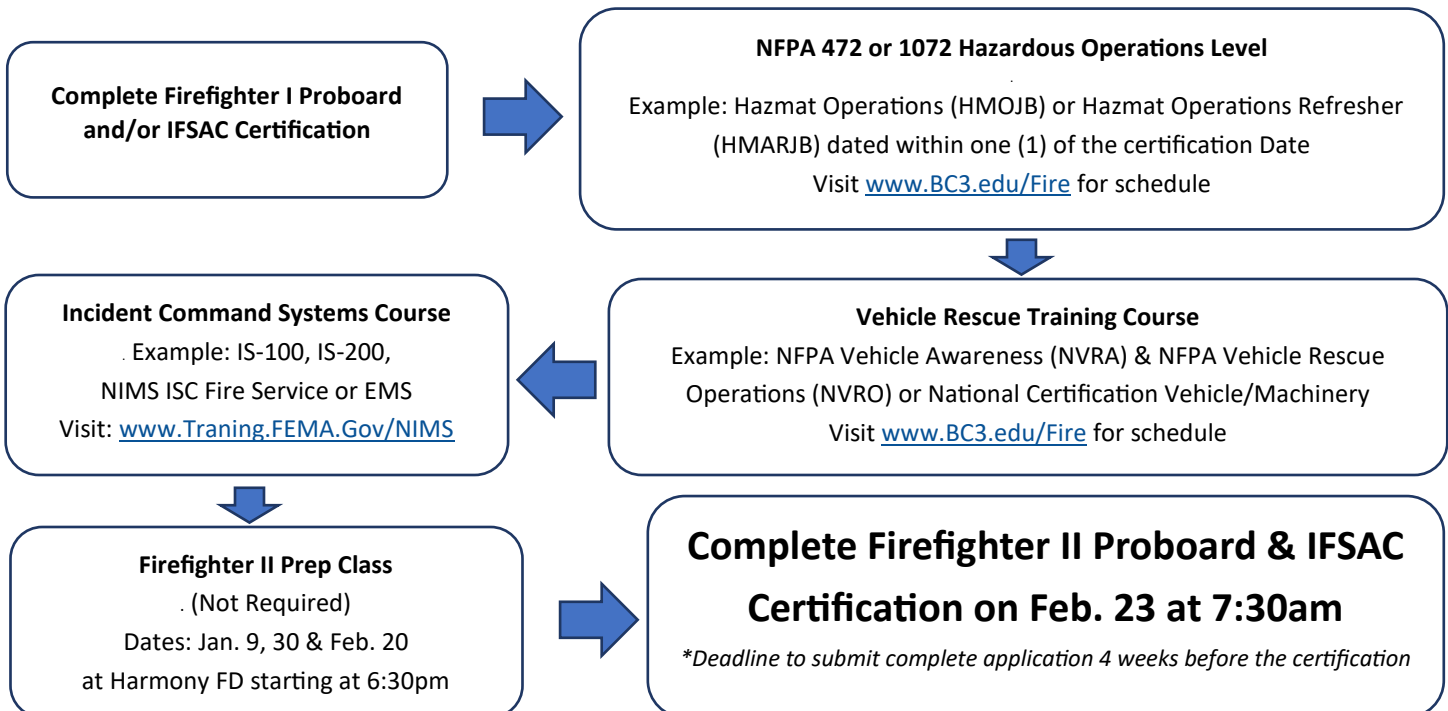 Complete Firefighter I Proboard
and/or IFSAC Certification
NFPA 472 or 1072 Hazardous Operations Level
.
Example: Hazmat Operations (HMOJB) or Hazmat Operations Refresher
(HMARJB) dated within one (1) of the certification Date
Visit www.BC3.edu/Fire for schedule
Vehicle Rescue Training Course
Example: NFPA Vehicle Awareness (NVRA) & NFPA Vehicle Rescue
Operations (NVRO) or National Certification Vehicle/Machinery
Visit www.BC3.edu/Fire for schedule
Incident Command Systems Course
. Example: IS-100, IS-200,
NIMS ISC Fire Service or EMS
Visit: www.Traning.FEMA.Gov/NIMS
Firefighter II Prep Class
. (Not Required)
Dates: Jan. 9, 30 & Feb. 20
at Harmony FD starting at 6:30pm
Complete Firefighter II Proboard & IFSAC
Certification on Feb. 23 at 7:30am
*Deadline to submit complete application 4 weeks before the certification